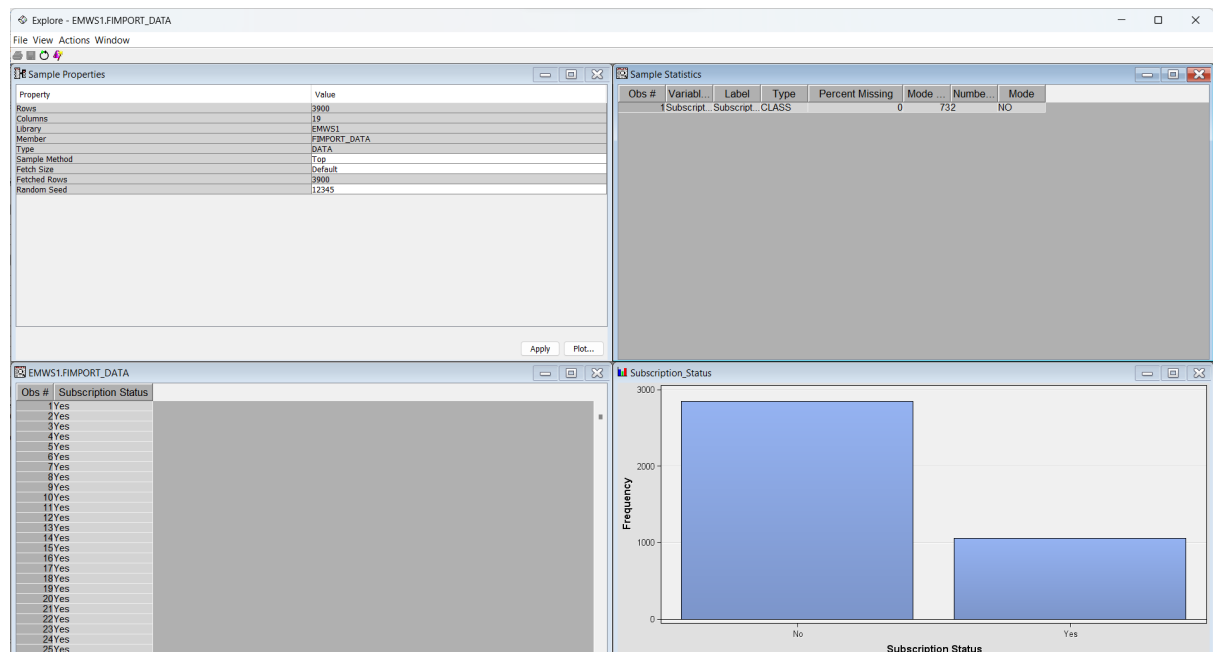 Explore - EMWS1.FIMPORT_DATA
File View Actions Window
Sample Properties
Property Value
Rows 3900
Columns 19
Library EMWS1
Member FIMPORT_DATA
Type DATA
Sample Method Top
Fetch Size Default
Fetched Rows 3900
Random Seed 12345
Apply Plot...
Sample Statistics
Obs # Variabl... Label Type Percent Missing Mode ... Numbe... Mode
1 Subscript... Subscript... CLASS 0 732 NO
EMWS1.FIMPORT_DATA
Obs # Subscription Status
1 Yes
2 Yes
3 Yes
4 Yes
5 Yes
6 Yes
7 Yes
8 Yes
9 Yes
10 Yes
11 Yes
12 Yes
13 Yes
14 Yes
15 Yes
16 Yes
17 Yes
18 Yes
19 Yes
20 Yes
21 Yes
22 Yes
23 Yes
24 Yes
25 Yes
Subscription_Status
3000
2000
1000
0
Frequency
No Yes
Subscription Status